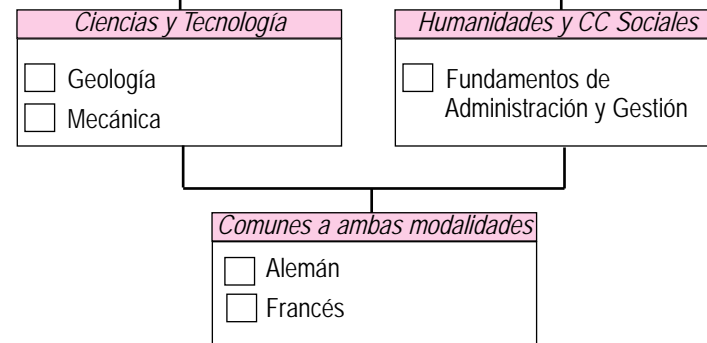 Ciencias y Tecnología
Geología
Mecánica
Humanidades y CC Sociales
Fundamentos de
Administración y Gestión
Comunes a ambas modalidades
Alemán
Francés